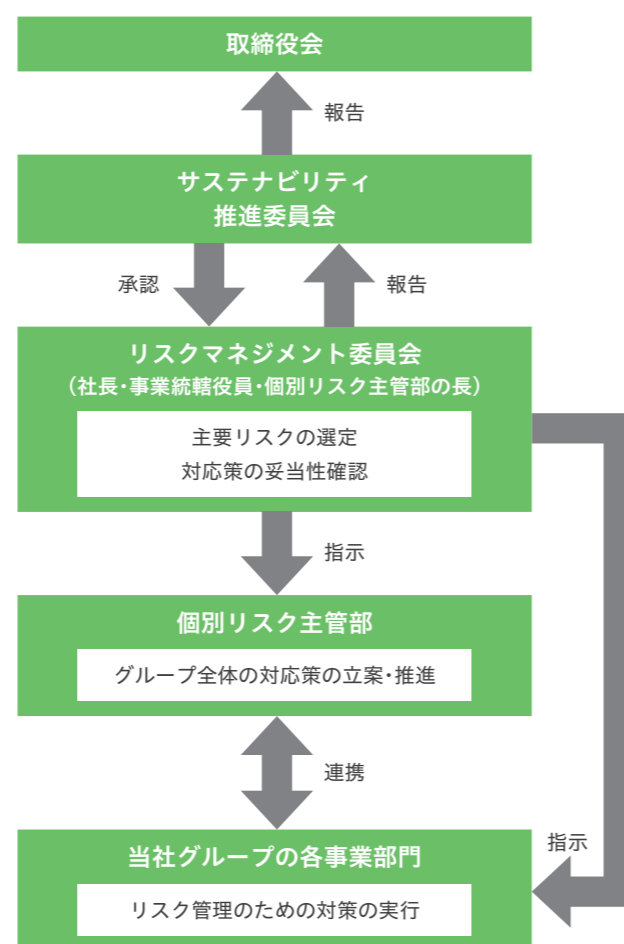 取締役会
報告
サステナビリティ
推進委員会
承認
報告
リスクマネジメント委員会
（社長・事業統轄役員・個別リスク主管部の長）
主要リスクの選定
対応策の妥当性確認
指示
個別リスク主管部
グループ全体の対応策の立案・推進
連携
指示
当社グループの各事業部門
リスク管理のための対策の実行